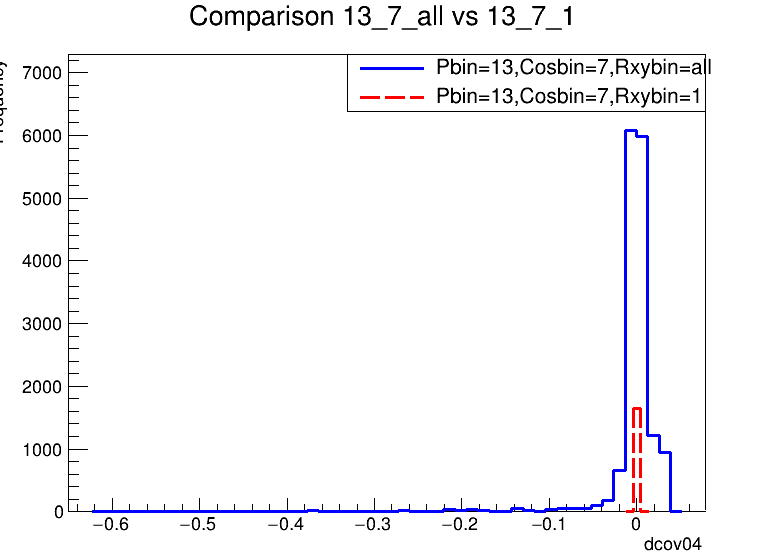 Comparison 13_7_all vs 13_7_1
Pbin=13,Cosbin=7,Rxybin=all
Pbin=13,Cosbin=7,Rxybin=1
7000
6000
5000
4000
3000
2000
1000
0
−0.6 −0.5 −0.4 −0.3 −0.2 −0.1 0
dcov04